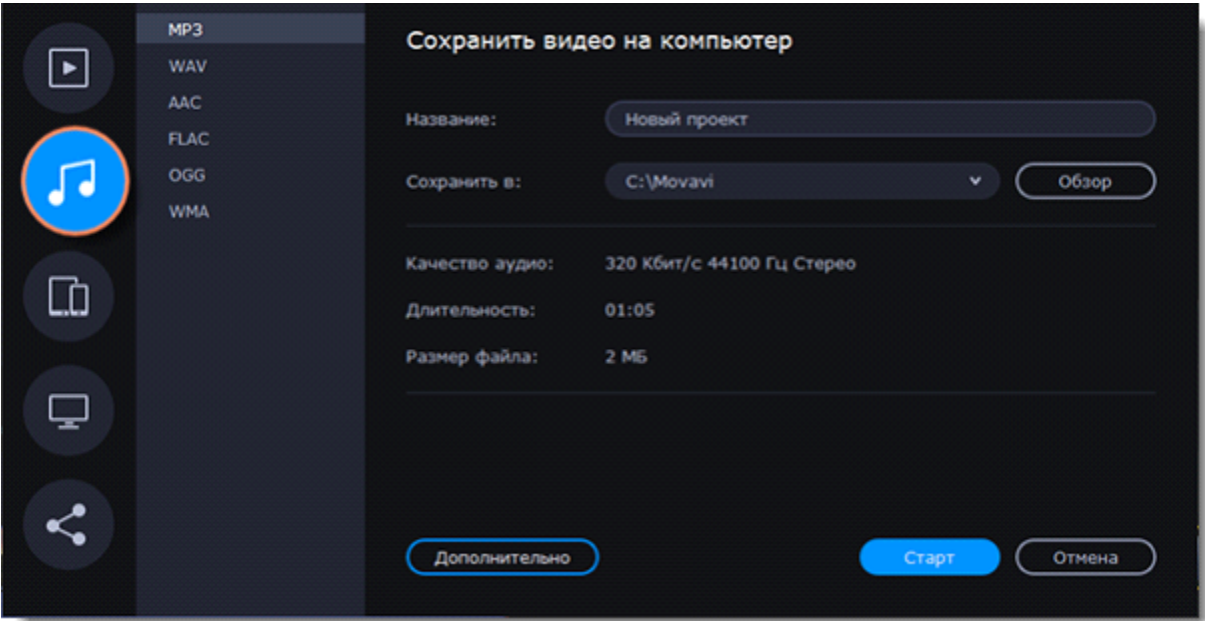 MP3
WAV
AAC
FLAC
OGG
WMA
Сохранить видео на компьютер
Название: Новый проект
Сохранить в: C:\Movavi Обзор
Качество аудио: 320 Кбит/с 44100 Гц Стерео
Длительность: 01:05
Размер файла: 2 МБ
Дополнительно Старт Отмена